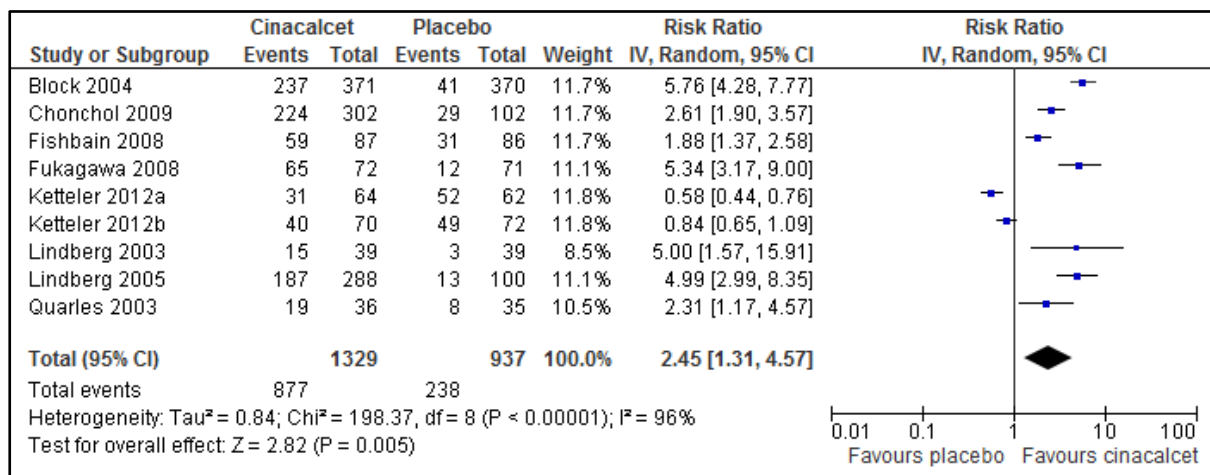 Cinacalcet Placebo Risk Ratio Risk Ratio
Study or Subgroup Events Total Events Total Weight IV, Random, 95% CI IV, Random, 95% CI
Block 2004 237 371 41 370 11.7% 5.76 [4.28, 7.77]
Chonchol 2009 224 302 29 102 11.7% 2.61 [1.90, 3.57]
Fishbain 2008 59 87 31 86 11.7% 1.88 [1.37, 2.58]
Fukagawa 2008 65 72 12 71 11.1% 5.34 [3.17, 9.00]
Ketteler 2012a 31 64 52 62 11.8% 0.58 [0.44, 0.76]
Ketteler 2012b 40 70 49 72 11.8% 0.84 [0.65, 1.09]
Lindberg 2003 15 39 3 39 8.5% 5.00 [1.57, 15.91]
Lindberg 2005 187 288 13 100 11.1% 4.99 [2.99, 8.35]
Quarles 2003 19 36 8 35 10.5% 2.31 [1.17, 4.57]
Total (95% CI) 1329 937 100.0% 2.45 [1.31, 4.57]
Total events 877 238
Heterogeneity: Tau² = 0.84; Chi² = 198.37, df = 8 (P < 0.00001); I² = 96%
Test for overall effect: Z = 2.82 (P = 0.005)
0.01 0.1 1 10 100
Favours placebo Favours cinacalcet